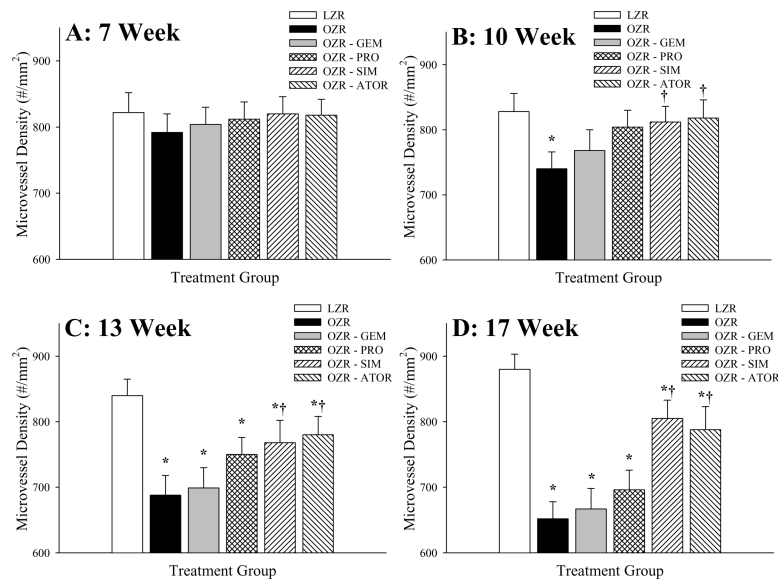 A: 7 Week
LZR
OZR
OZR - GEM
OZR - PRO
OZR - SIM
OZR - ATOR
Microvessel Density (#/mm²)
900
800
700
600
Treatment Group
B: 10 Week
LZR
OZR
OZR - GEM
OZR - PRO
OZR - SIM
OZR - ATOR
Microvessel Density (#/mm²)
900
800
700
600
*
†
†
Treatment Group
C: 13 Week
LZR
OZR
OZR - GEM
OZR - PRO
OZR - SIM
OZR - ATOR
Microvessel Density (#/mm²)
900
800
700
600
*
*
*
*†
*†
Treatment Group
D: 17 Week
LZR
OZR
OZR - GEM
OZR - PRO
OZR - SIM
OZR - ATOR
Microvessel Density (#/mm²)
900
800
700
600
*
*
*
*†
*†
Treatment Group